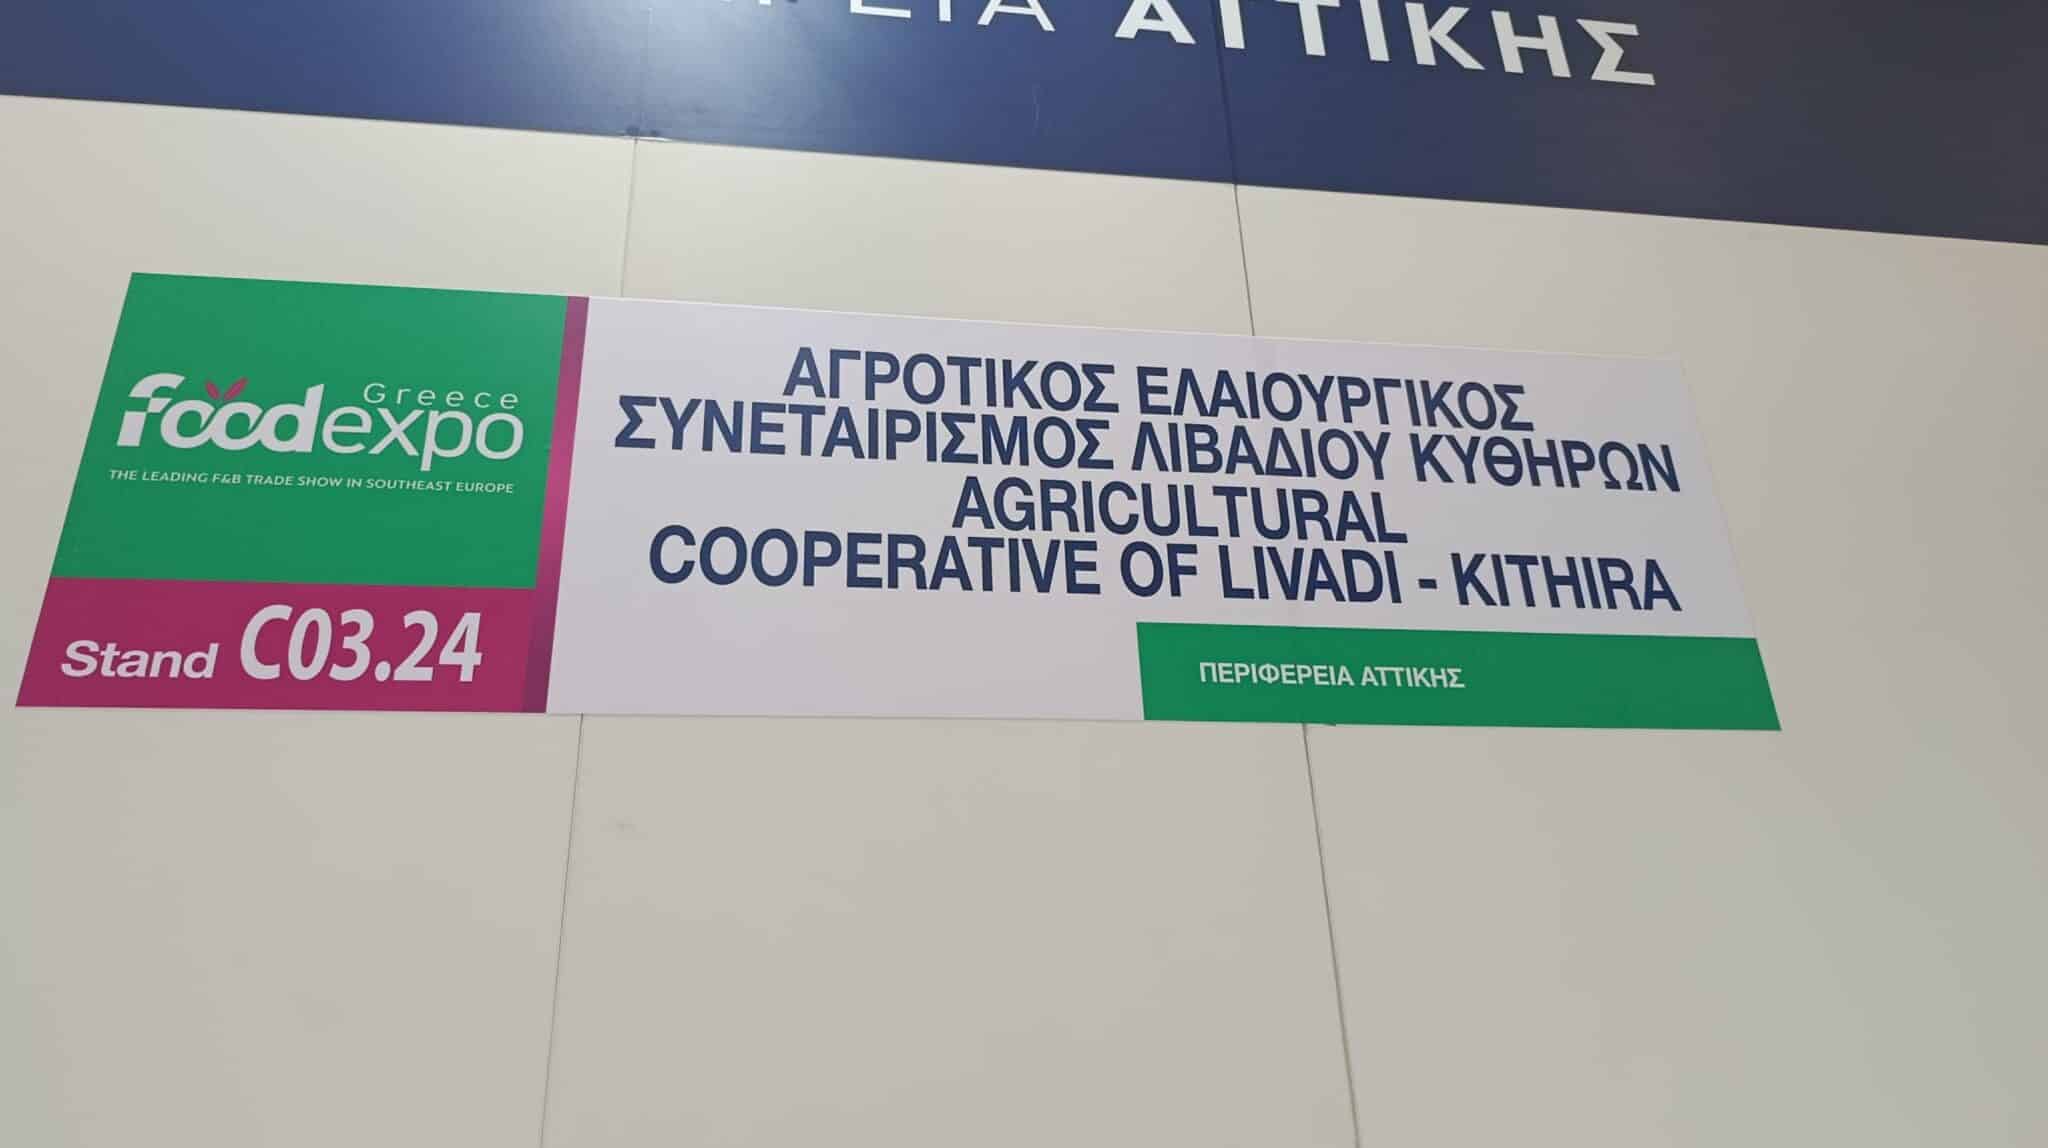 ΑΤΤΙΚΗΣ
Greece
foodexpo
THE LEADING F&B TRADE SHOW IN SOUTHEAST EUROPE
Stand C03.24
ΑΓΡΟΤΙΚΟΣ ΕΛΑΙΟΥΡΓΙΚΟΣ
ΣΥΝΕΤΑΙΡΙΣΜΟΣ ΛΙΒΑΔΙΟΥ ΚΥΘΗΡΩΝ
AGRICULTURAL
COOPERATIVE OF LIVADI - KITHIRA
ΠΕΡΙΦΕΡΕΙΑ ΑΤΤΙΚΗΣ